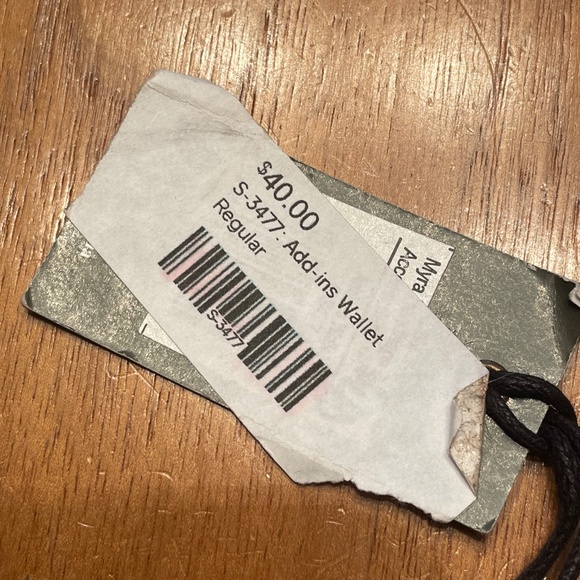 $40.00
S-3477: Add-ins Wallet
Regular
S-3477
Myra
Acc